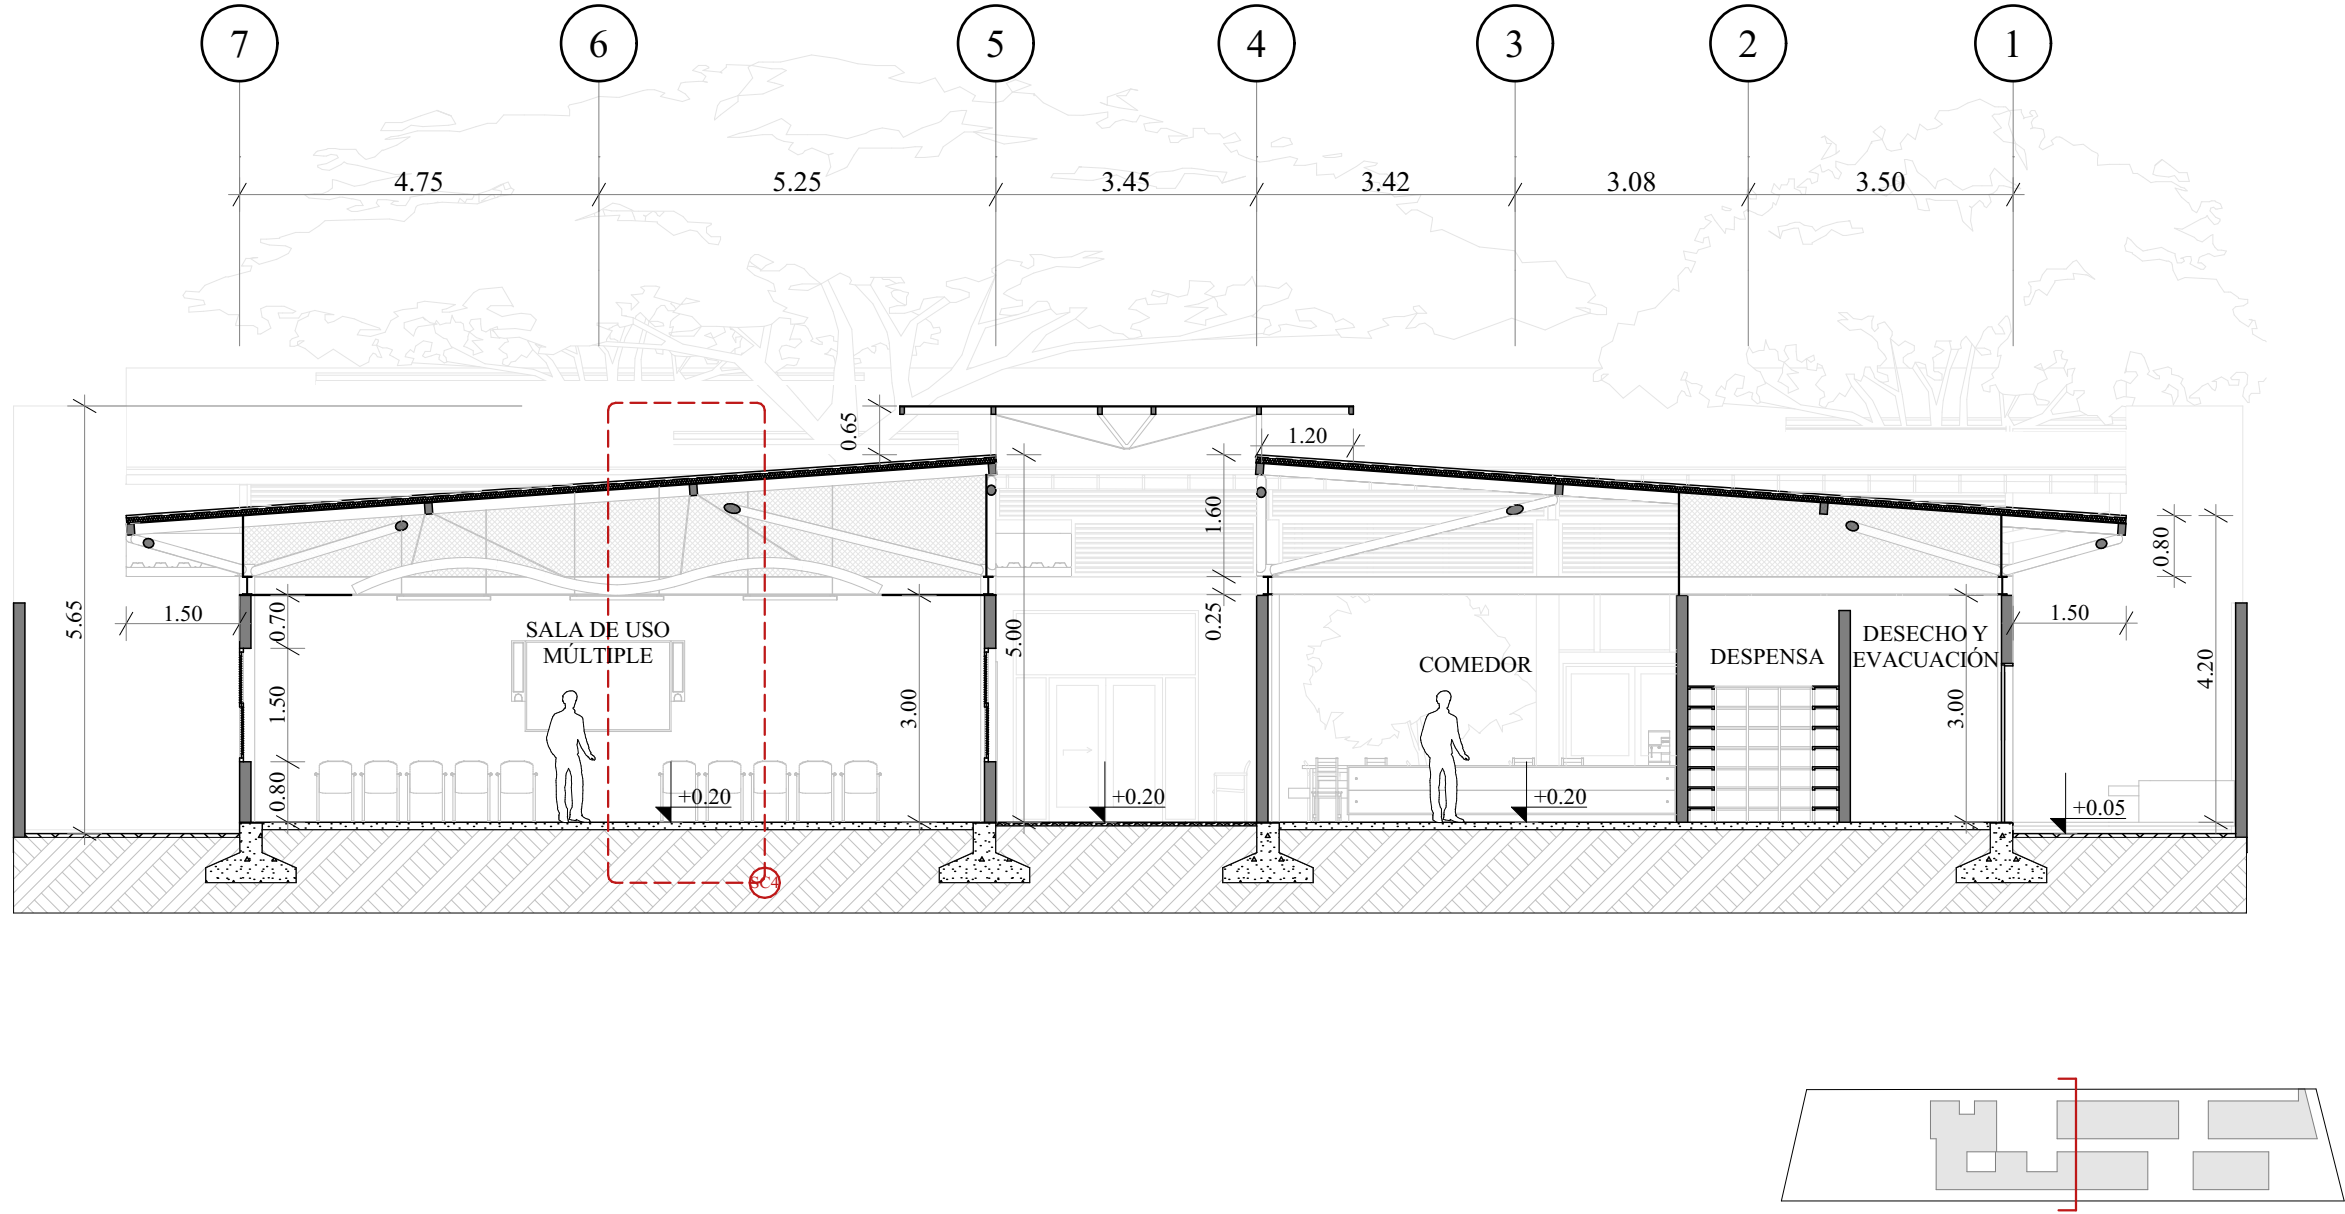 7 6 5 4 3 2 1
4.75 5.25 3.45 3.42 3.08 3.50
0.65
1.20
5.65
1.50
0.70
1.50
0.80
SALA DE USO
MÚLTIPLE
3.00
5.00
1.60
0.25
COMEDOR
DESPENSA
DESECHO Y
EVACUACIÓN
3.00
1.50
0.80
4.20
+0.20
+0.20
+0.20
+0.05
SC4